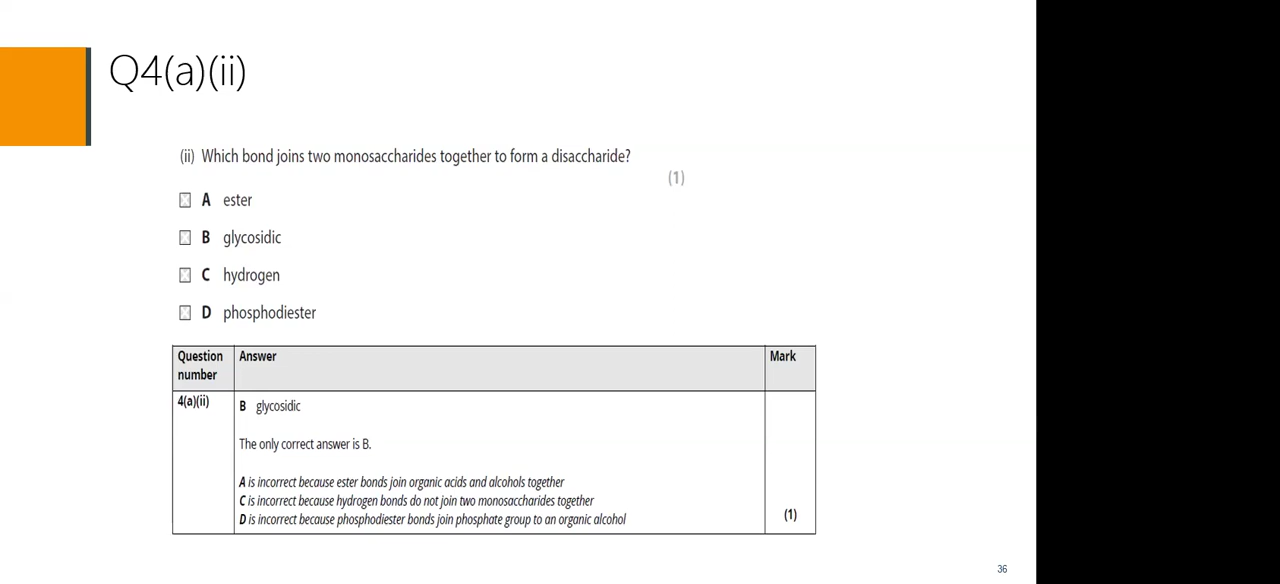 Q4(a)(ii)
(ii) Which bond joins two monosaccharides together to form a disaccharide?
(1)
A ester
B glycosidic
C hydrogen
D phosphodiester
Question number
Answer
Mark
4(a)(ii)
B glycosidic
The only correct answer is B.
A is incorrect because ester bonds join organic acids and alcohols together
C is incorrect because hydrogen bonds do not join two monosaccharides together
D is incorrect because phosphodiester bonds join phosphate group to an organic alcohol
(1)
36